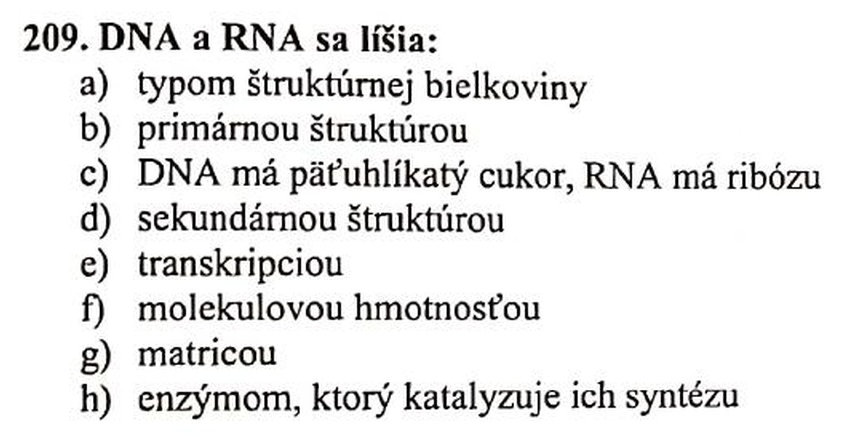 209. DNA a RNA sa líšia:
a) typom štruktúrnej bielkoviny
b) primárnou štruktúrou
c) DNA má päťuhlíkatý cukor, RNA má ribózu
d) sekundárnou štruktúrou
e) transkripciou
f) molekulovou hmotnosťou
g) matricou
h) enzýmom, ktorý katalyzuje ich syntézu